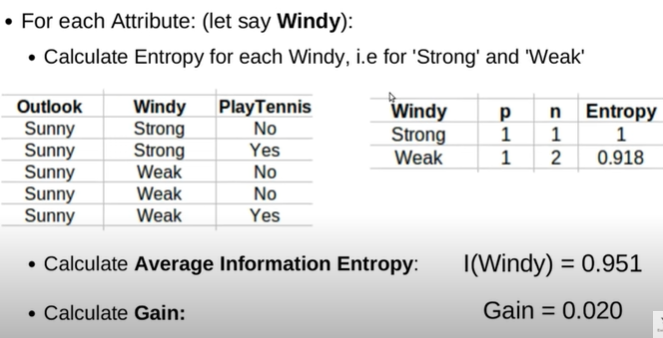 • For each Attribute: (let say Windy):
• Calculate Entropy for each Windy, i.e for 'Strong' and 'Weak'
Outlook Windy PlayTennis
Sunny Strong No
Sunny Strong Yes
Sunny Weak No
Sunny Weak No
Sunny Weak Yes
Windy p n Entropy
Strong 1 1 1
Weak 1 2 0.918
• Calculate Average Information Entropy: I(Windy) = 0.951
• Calculate Gain: Gain = 0.020